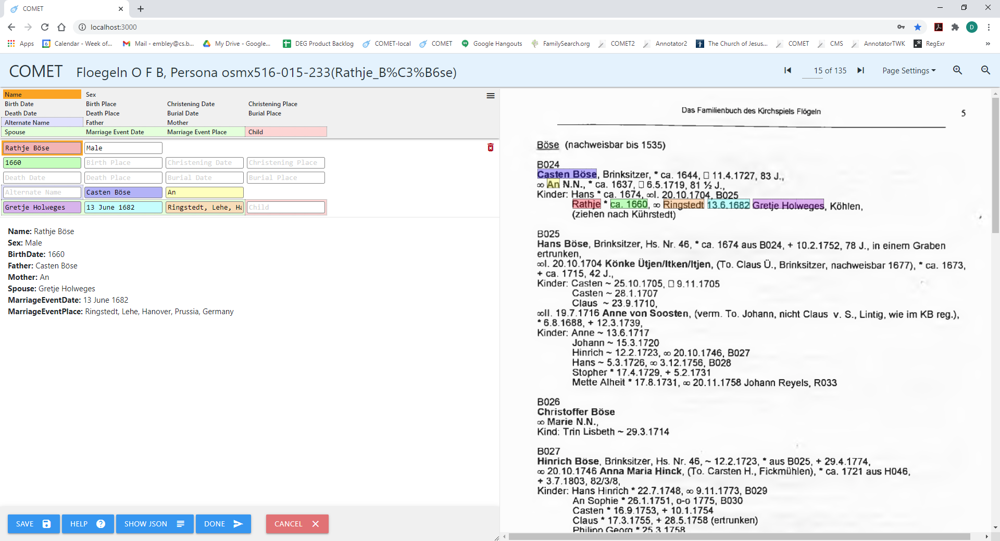 COMET
localhost:3000
Apps
Calendar - Week of...
Mail - embley@cs.b...
My Drive - Google...
DEG Product Backlog
COMET-local
COMET
Google Hangouts
FamilySearch.org
COMET2
Annotator2
The Church of Jesus...
COMET
CMS
AnnotatorTWK
RegExr
»
D
COMET Floegeln O F B, Persona osmx516-015-233(Rathje_B%C3%B6se)
15 of 135
Page Settings
Name Sex
Birth Date Birth Place Christening Date Christening Place
Death Date Death Place Burial Date Burial Place
Alternate Name Father Mother
Spouse Marriage Event Date Marriage Event Place Child
Rathje Böse Male
1660 Birth Place Christening Date Christening Place
Death Date Death Place Burial Date Burial Place
Alternate Name Casten Böse An
Gretje Holweges 13 June 1682 Ringstedt, Lehe, Ha Child
Name: Rathje Böse
Sex: Male
BirthDate: 1660
Father: Casten Böse
Mother: An
Spouse: Gretje Holweges
MarriageEventDate: 13 June 1682
MarriageEventPlace: Ringstedt, Lehe, Hanover, Prussia, Germany
SAVE
HELP
SHOW JSON
DONE
CANCEL
Das Familienbuch des Kirchspiels Flögeln 5
Böse (nachweisbar bis 1535)
B024
Casten Böse, Brinksitzer, * ca. 1644, ▯ 11.4.1727, 83 J.,
∞ An N.N., * ca. 1637, ▯ 6.5.1719, 81 ½ J.,
Kinder: Hans * ca. 1674, ∞I. 20.10.1704, B025
Rathje * ca. 1660, ∞ Ringstedt 13.6.1682 Gretje Holweges, Köhlen,
(ziehen nach Kührstedt)
B025
Hans Böse, Brinksitzer, Hs. Nr. 46, * ca. 1674 aus B024, + 10.2.1752, 78 J., in einem Graben
ertrunken,
∞I. 20.10.1704 Könke Ütjen/Itken/Itjen, (To. Claus Ü., Brinksitzer, nachweisbar 1677), * ca. 1673,
+ ca. 1715, 42 J.,
Kinder: Casten ~ 25.10.1705, ▯ 9.11.1705
Casten ~ 28.1.1707
Claus ~ 23.9.1710,
∞II. 19.7.1716 Anne von Soosten, (verm. To. Johann, nicht Claus v. S., Lintig, wie im KB reg.),
* 6.8.1688, + 12.3.1739,
Kinder: Anne ~ 13.6.1717
Johann ~ 15.3.1720
Hinrich ~ 12.2.1723, ∞ 20.10.1746, B027
Hans ~ 5.3.1726, ∞ 3.12.1756, B028
Stopher * 17.4.1729, + 5.2.1731
Mette Alheit * 17.8.1731, ∞ 20.11.1758 Johann Reyels, R033
B026
Christoffer Böse
∞ Marie N.N.,
Kind: Trin Lisbeth ~ 29.3.1714
B027
Hinrich Böse, Brinksitzer, Hs. Nr. 46, ~ 12.2.1723, * aus B025, + 29.4.1774,
∞ 20.10.1746 Anna Maria Hinck, (To. Carsten H., Fickmühlen), * ca. 1721 aus H046,
+ 3.7.1803, 82/3/8,
Kinder: Hans Hinrich * 22.7.1748, ∞ 9.11.1773, B029
An Sophie * 26.1.1751, o-o 1775, B030
Casten * 16.9.1753, + 10.1.1754
Claus * 17.3.1755, + 28.5.1758 (ertrunken)
Philipp Georg * 25.3.1758